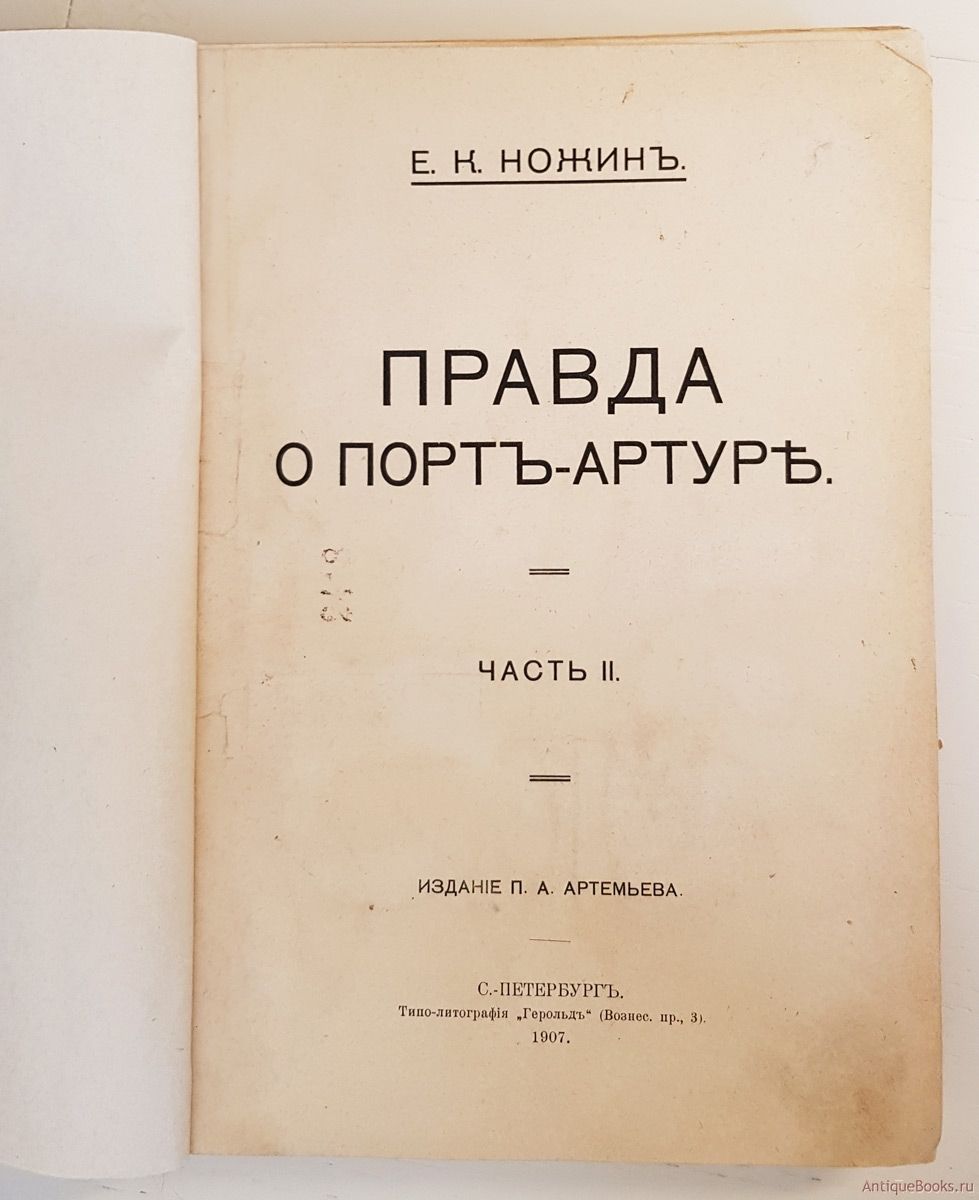 Е. К. НОЖИНЪ.
ПРАВДА
О ПОРТЪ-АРТУРѢ.
ЧАСТЬ II.
ИЗДАНІЕ П. А. АРТЕМЬЕВА.
С.-ПЕТЕРБУРГЪ.
Типо-литографія „Герольдъ“ (Вознес. пр., 3).
1907.
AntiqueBooks.ru